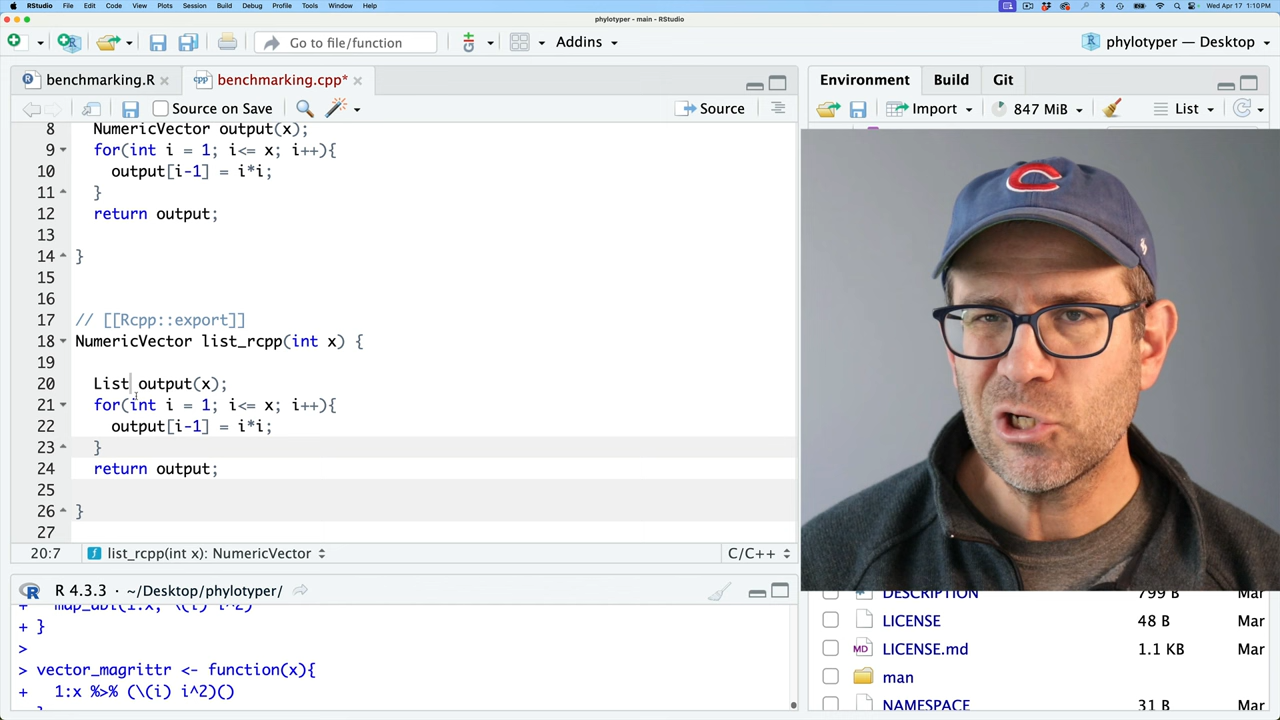 RStudio File Edit Code View Plots Session Build Debug Profile Tools Window Help Wed Apr 17 1:10 PM
phylotyper - main - RStudio
Go to file/function Addins phylotyper — Desktop
benchmarking.R benchmarking.cpp* Environment Build Git
Source on Save Source Import 847 MiB List
8 NumericVector output(x);
9 for(int i = 1; i<= x; i++){
10 output[i-1] = i*i;
11 }
12 return output;
13
14 }
15
16
17 // [[Rcpp::export]]
18 NumericVector list_rcpp(int x) {
19
20 List output(x);
21 for(int i = 1; i<= x; i++){
22 output[i-1] = i*i;
23 }
24 return output;
25
26 }
27
20:7 list_rcpp(int x): NumericVector C/C++
R 4.3.3 · ~/Desktop/phylotyper/
+ map_dbl(1:x, \(i) i^2)
+ }
>
> vector_magrittr <- function(x){
+ 1:x %>% (\(i) i^2)()
C
DESCRIPTION 799 B Mar
LICENSE 48 B Mar
LICENSE.md 1.1 KB Mar
man
NAMESPACE 31 B Mar